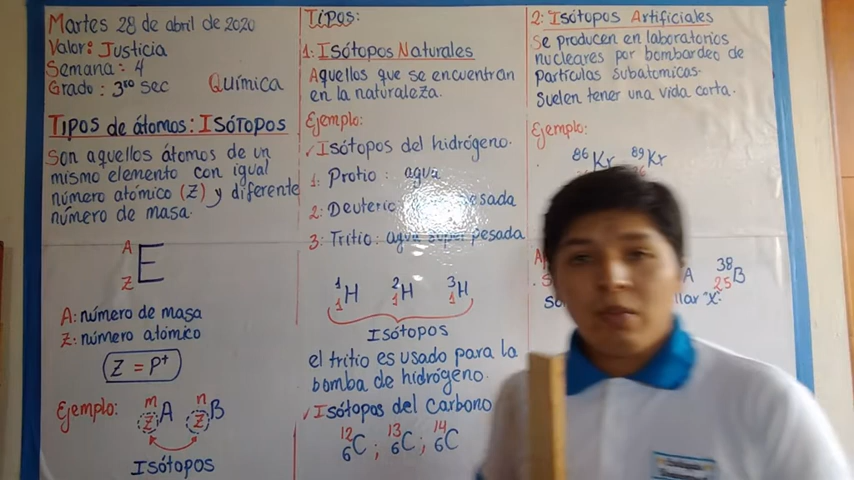 Martes 28 de abril de 2020
Valor: Justicia
Semana: 4
Grado: 3ro sec
Química
Tipos de átomos: Isótopos
Son aquellos átomos de un
mismo elemento con igual
número atómico (Z) y diferente
número de masa.
A
E
Z
A: número de masa
Z: número atómico
Z = P+
Ejemplo: m Z A n Z B
Isótopos
Tipos:
1: Isótopos Naturales
Aquellos que se encuentran
en la naturaleza.
Ejemplo:
✓ Isótopos del hidrógeno.
1: Protio: agua
2: Deuterio: pesada
3: Tritio: agua super pesada
1 1 H 2 1 H 3 1 H
Isótopos
el tritio es usado para la
bomba de hidrógeno.
✓ Isótopos del Carbono
12 6 C ; 13 6 C ; 14 6 C
2: Isótopos Artificiales
Se producen en laboratorios
nucleares por bombardeo de
partículas subatomicas.
Suelen tener una vida corta.
Ejemplo:
86 Kr 89 Kr
A 38 25 B
"x".